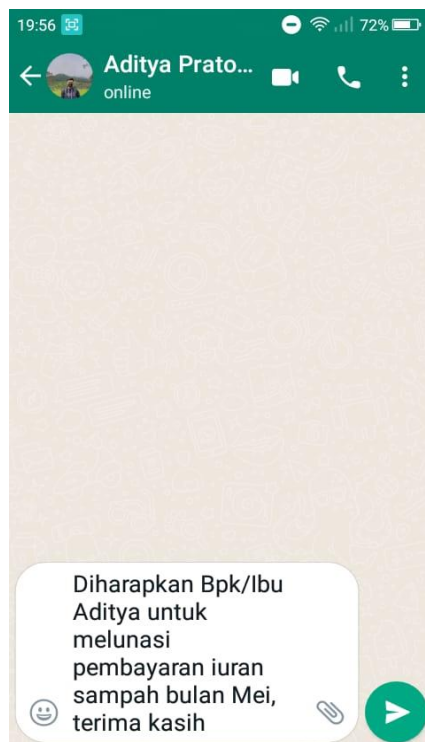 19:56 72%
Aditya Prato...
online
Diharapkan Bpk/Ibu
Aditya untuk
melunasi
pembayaran iuran
sampah bulan Mei,
terima kasih